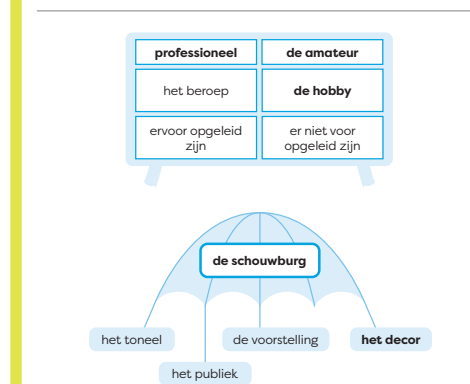 professioneel
de amateur
het beroep
de hobby
ervoor opgeleid
zijn
er niet voor
opgeleid zijn
de schouwburg
het toneel
de voorstelling
het decor
het publiek